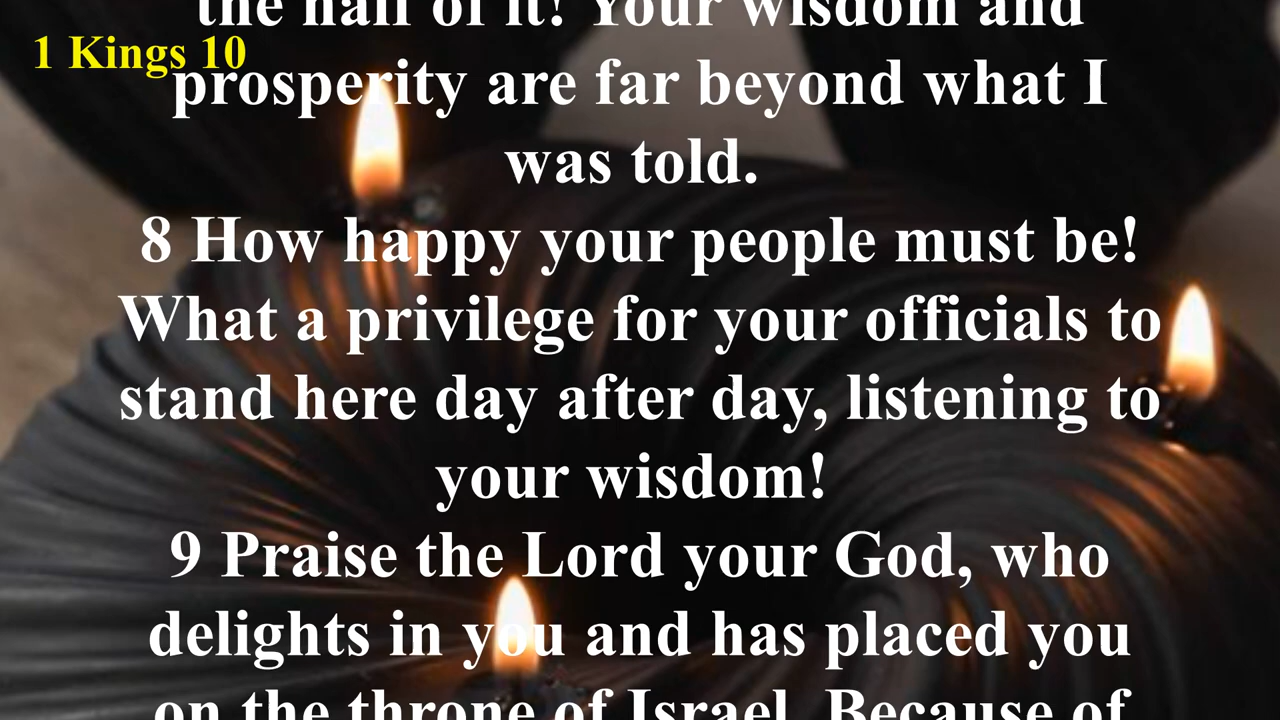 the half of it! Your wisdom and
1 Kings 10
prosperity are far beyond what I
was told.
8 How happy your people must be!
What a privilege for your officials to
stand here day after day, listening to
your wisdom!
9 Praise the Lord your God, who
delights in you and has placed you
on the throne of Israel. Because of